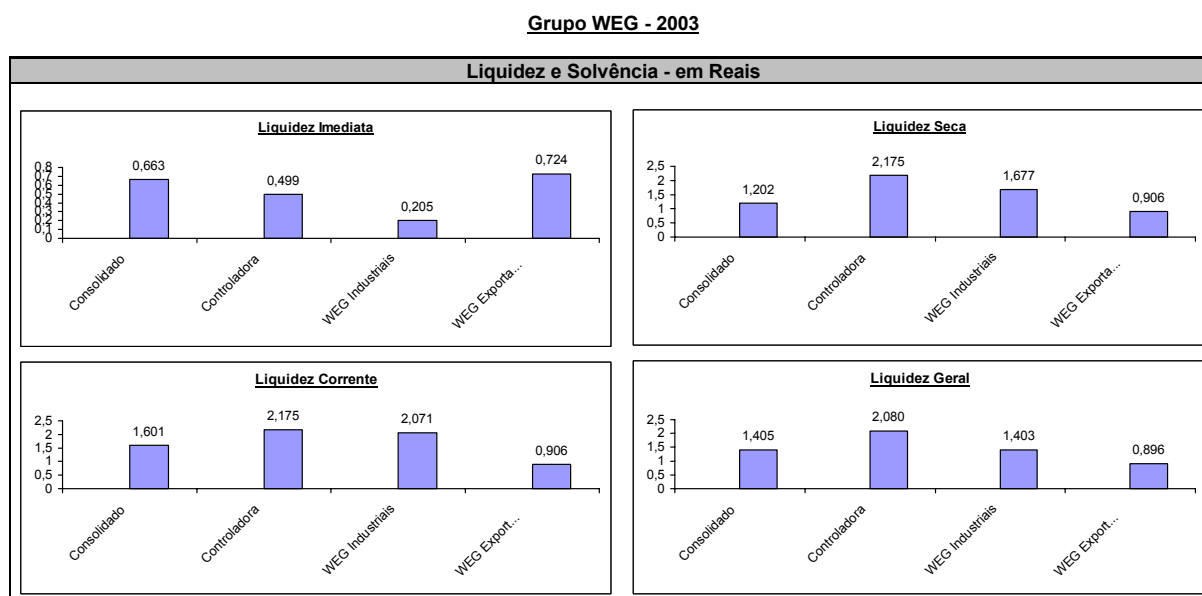 Grupo WEG - 2003
Liquidez e Solvência - em Reais
Liquidez Imediata
0,8
0,7
0,6
0,5
0,4
0,3
0,2
0,1
0
0,663
0,499
0,205
0,724
Consolidado
Controladora
WEG Industriais
WEG Exporta...
Liquidez Seca
2,5
2
1,5
1
0,5
0
1,202
2,175
1,677
0,906
Consolidado
Controladora
WEG Industriais
WEG Exporta...
Liquidez Corrente
2,5
2
1,5
1
0,5
0
1,601
2,175
2,071
0,906
Consolidado
Controladora
WEG Industriais
WEG Export...
Liquidez Geral
2,5
2
1,5
1
0,5
0
1,405
2,080
1,403
0,896
Consolidado
Controladora
WEG Industriais
WEG Export...